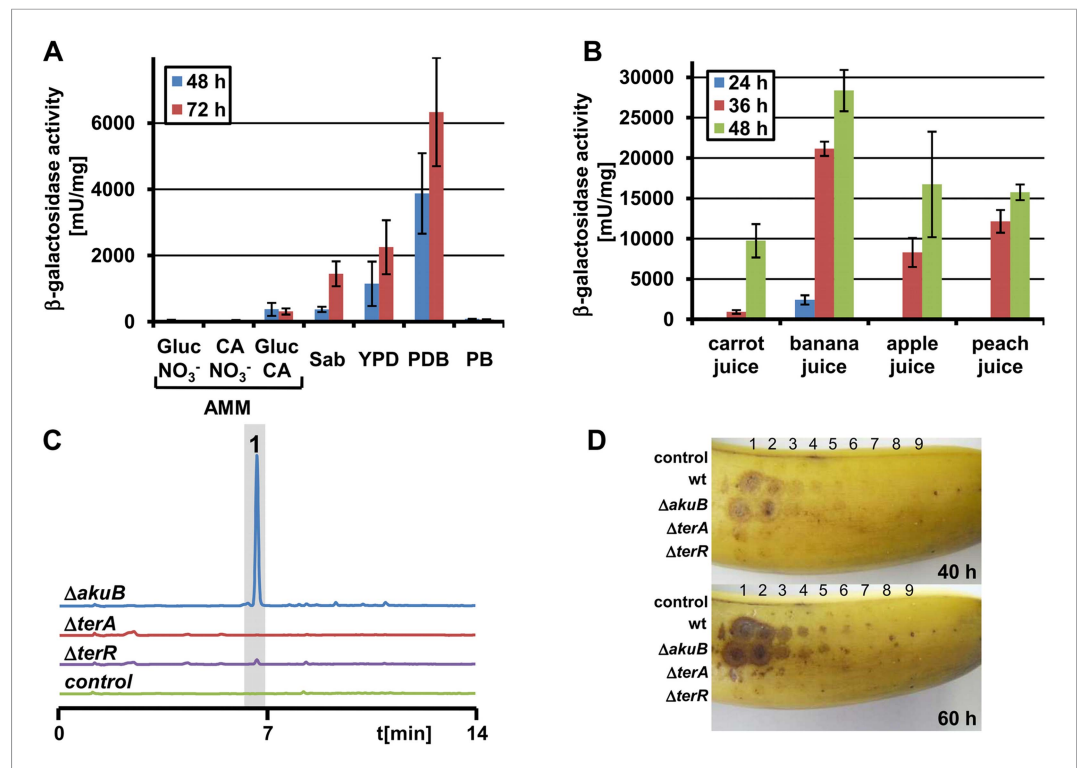 A
β-galactosidase activity
[mU/mg]
48 h
72 h
6000
4000
2000
0
Gluc CA Gluc
NO₃⁻ NO₃⁻ CA Sab YPD PDB PB
AMM
B
β-galactosidase activity
[mU/mg]
24 h
36 h
48 h
30000
25000
20000
15000
10000
5000
0
carrot banana apple peach
juice juice juice juice
C
1
ΔakuB
ΔterA
ΔterR
control
0 7 t[min] 14
D
1 2 3 4 5 6 7 8 9
control
wt
ΔakuB
ΔterA
ΔterR
40 h
1 2 3 4 5 6 7 8 9
control
wt
ΔakuB
ΔterA
ΔterR
60 h